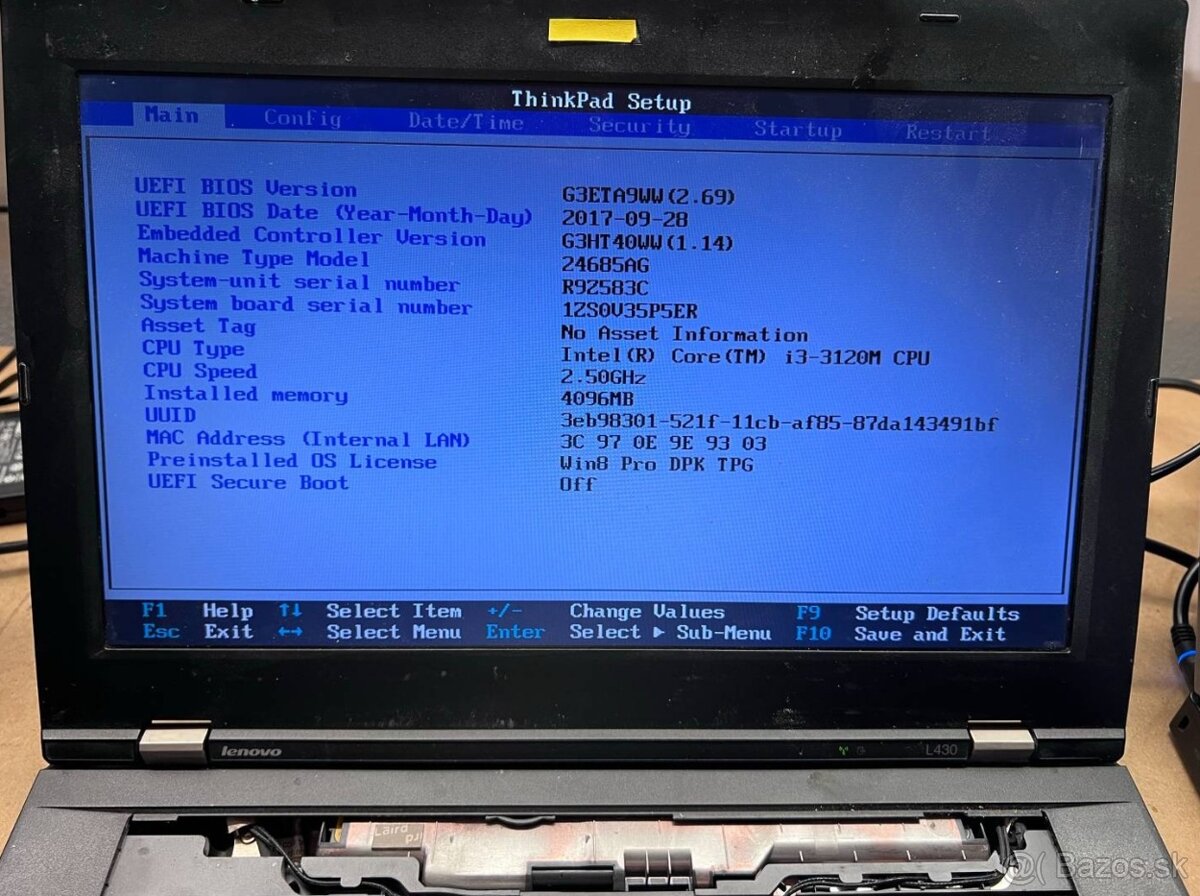 ThinkPad Setup
Main Config Date/Time Security Startup Restart
UEFI BIOS Version G3ETA9WW(2.69)
UEFI BIOS Date (Year-Month-Day) 2017-09-28
Embedded Controller Version G3HT40WW(1.14)
Machine Type Model 24685AG
System-unit serial number R9Z583C
System board serial number 1ZS0V35P5ER
Asset Tag No Asset Information
CPU Type Intel(R) Core(TM) i3-3120M CPU
CPU Speed 2.50GHz
Installed memory 4096MB
UUID 3eb98301-521f-11cb-af85-87da143491bf
MAC Address (Internal LAN) 3C 97 0E 9E 93 03
Preinstalled OS License Win8 Pro DPK TPG
UEFI Secure Boot Off
F1 Help ↑↓ Select Item +/- Change Values F9 Setup Defaults
Esc Exit ←→ Select Menu Enter Select ▶ Sub-Menu F10 Save and Exit
lenovo L430
Laird
Bazos.sk